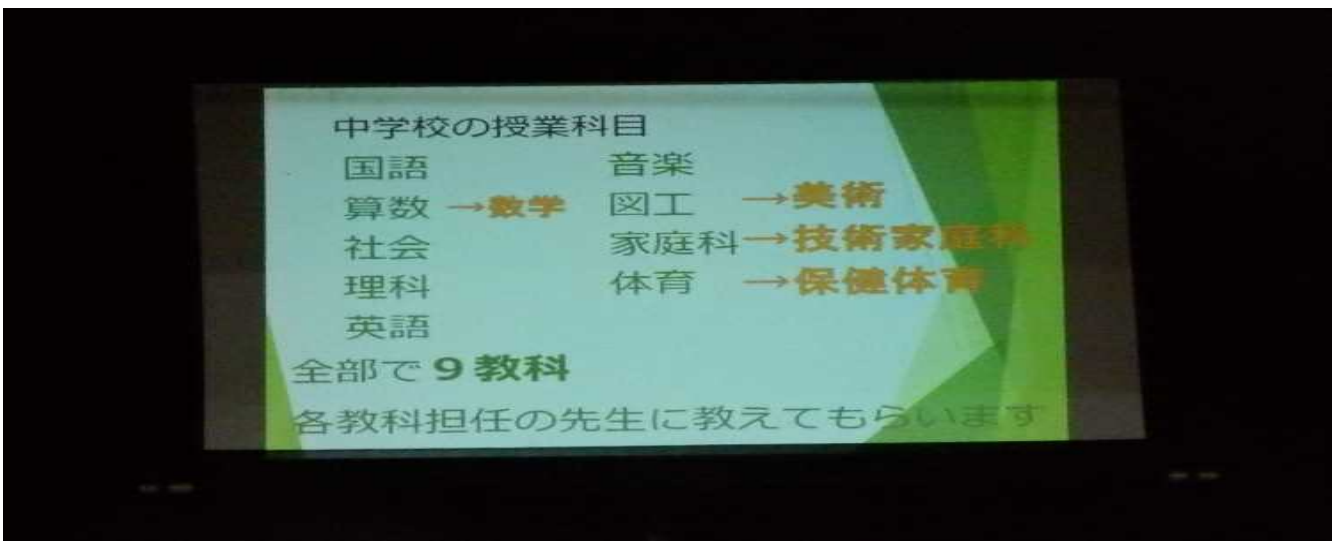 中学校の授業科目
国語 音楽
算数 →数学 図工 →美術
社会 家庭科→技術家庭科
理科 体育 →保健体育
英語
全部で9教科
各教科担任の先生に教えてもらいます